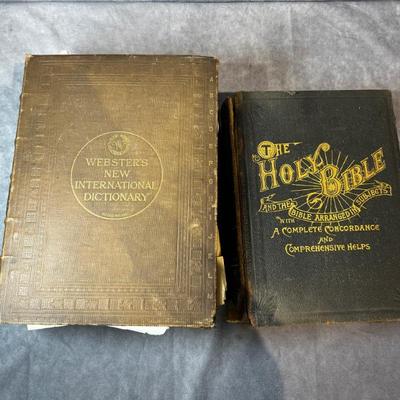 WEBSTER'S
NEW
INTERNATIONAL
DICTIONARY
THE
HOLY BIBLE
AND THE BIBLE ARRANGED IN SUBJECTS
WITH
A COMPLETE CONCORDANCE
AND
COMPREHENSIVE HELPS